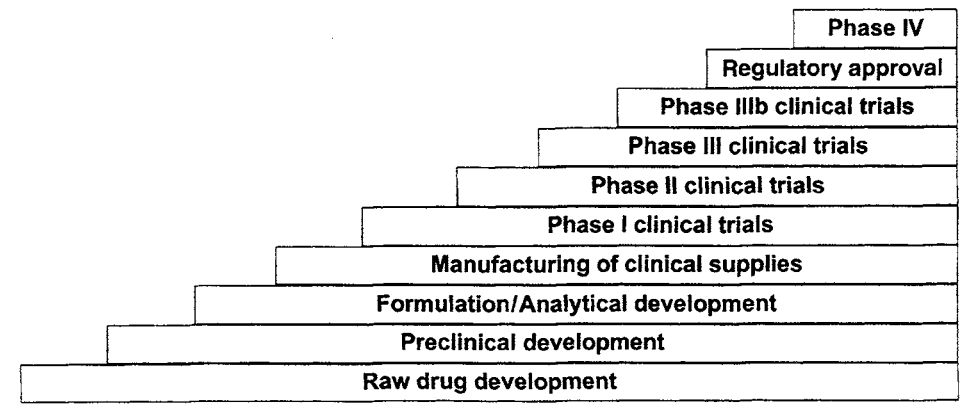 Phase IV
Regulatory approval
Phase IIIb clinical trials
Phase III clinical trials
Phase II clinical trials
Phase I clinical trials
Manufacturing of clinical supplies
Formulation/Analytical development
Preclinical development
Raw drug development